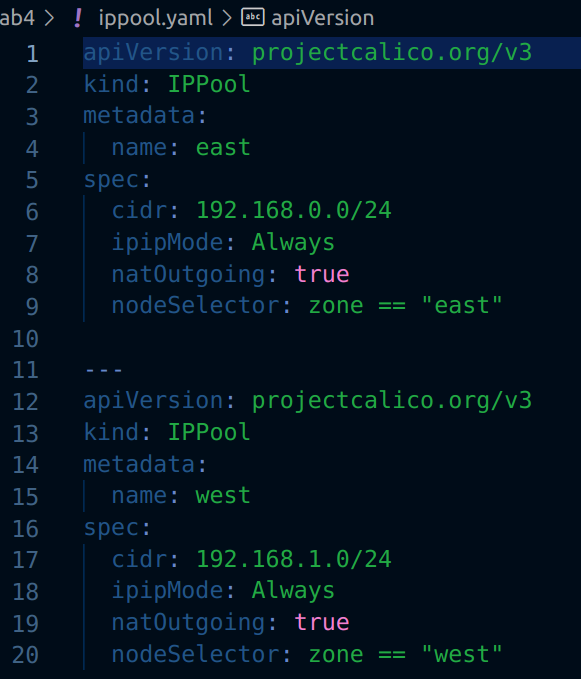 ab4 > ! ippool.yaml > abc apiVersion
1 apiVersion: projectcalico.org/v3
2 kind: IPPool
3 metadata:
4   name: east
5 spec:
6   cidr: 192.168.0.0/24
7   ipipMode: Always
8   natOutgoing: true
9   nodeSelector: zone == "east"
10
11 ---
12 apiVersion: projectcalico.org/v3
13 kind: IPPool
14 metadata:
15   name: west
16 spec:
17   cidr: 192.168.1.0/24
18   ipipMode: Always
19   natOutgoing: true
20   nodeSelector: zone == "west"